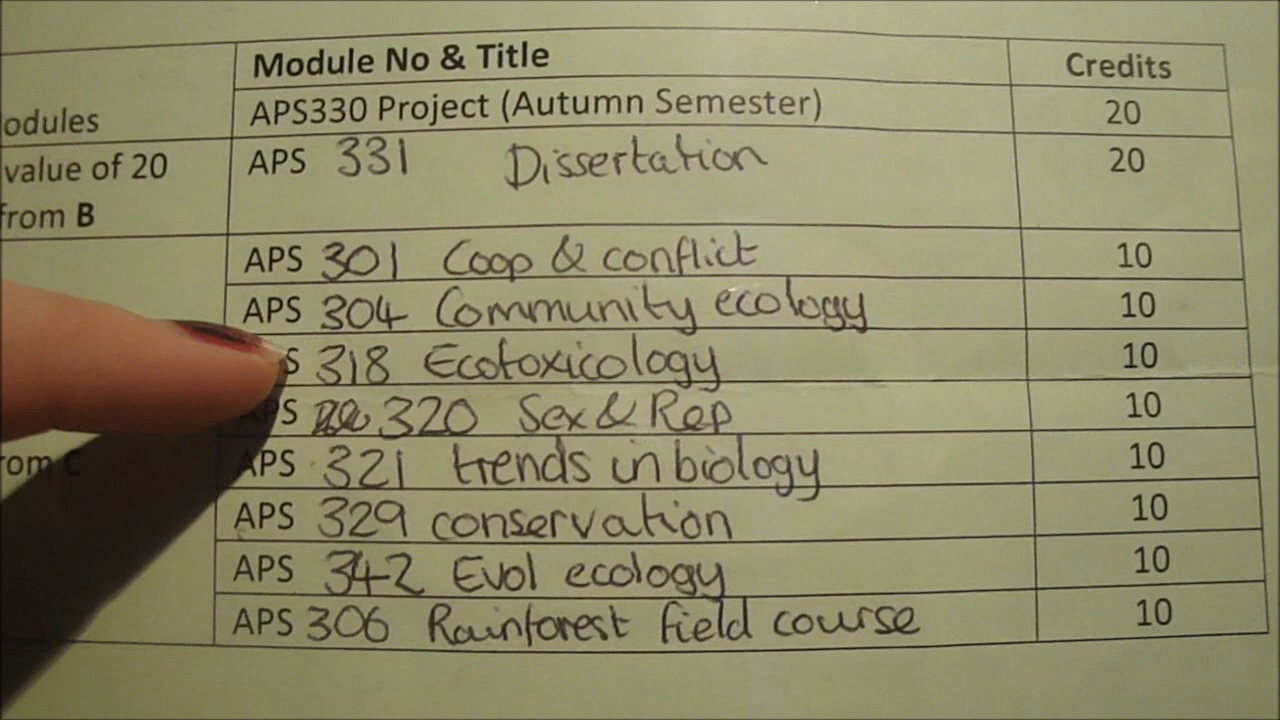 Module No & Title Credits
odules APS330 Project (Autumn Semester) 20
value of 20 APS 331 Dissertation 20
from B
APS 301 Coop & conflict 10
APS 304 Community ecology 10
S 318 Ecotoxicology 10
APS 320 Sex & Rep 10
rom C APS 321 trends in biology 10
APS 329 conservation 10
APS 342 Evol ecology 10
APS 306 Rainforest field course 10